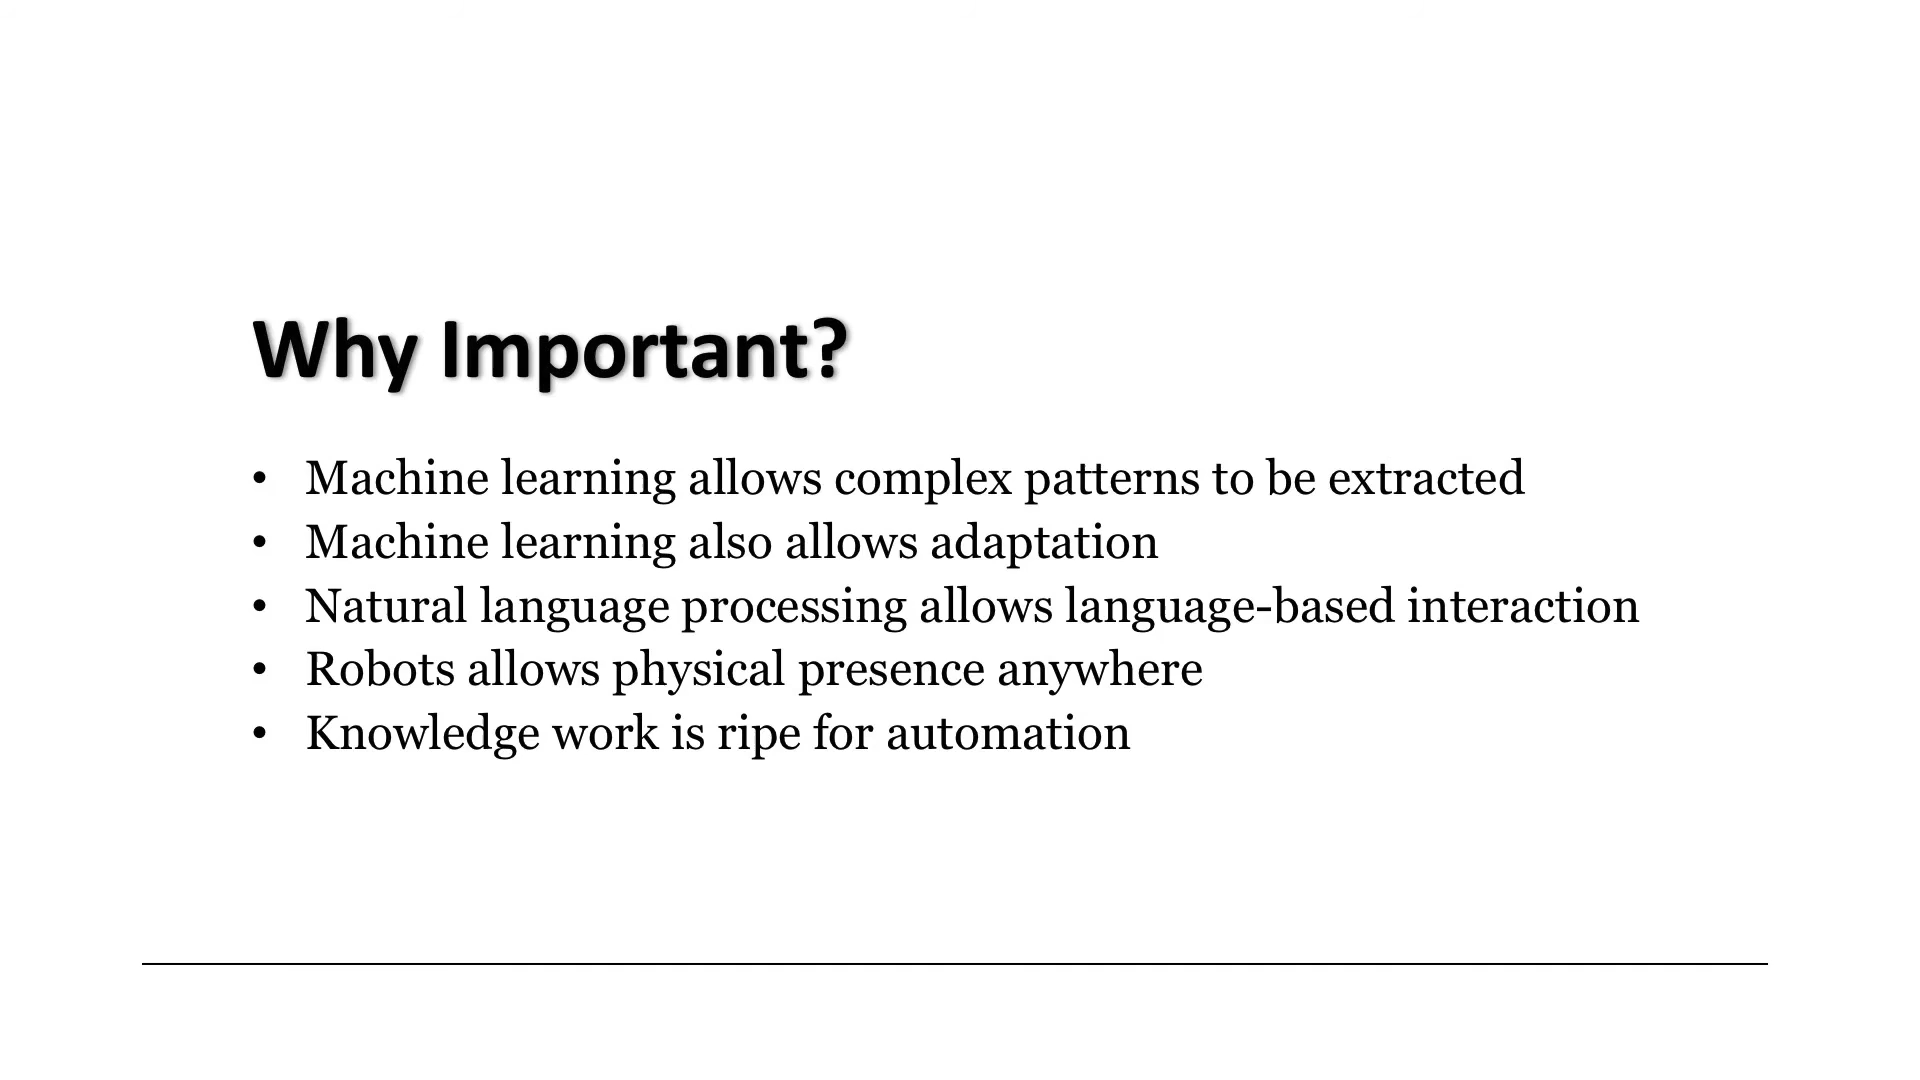 Why Important?
• Machine learning allows complex patterns to be extracted
• Machine learning also allows adaptation
• Natural language processing allows language-based interaction
• Robots allows physical presence anywhere
• Knowledge work is ripe for automation